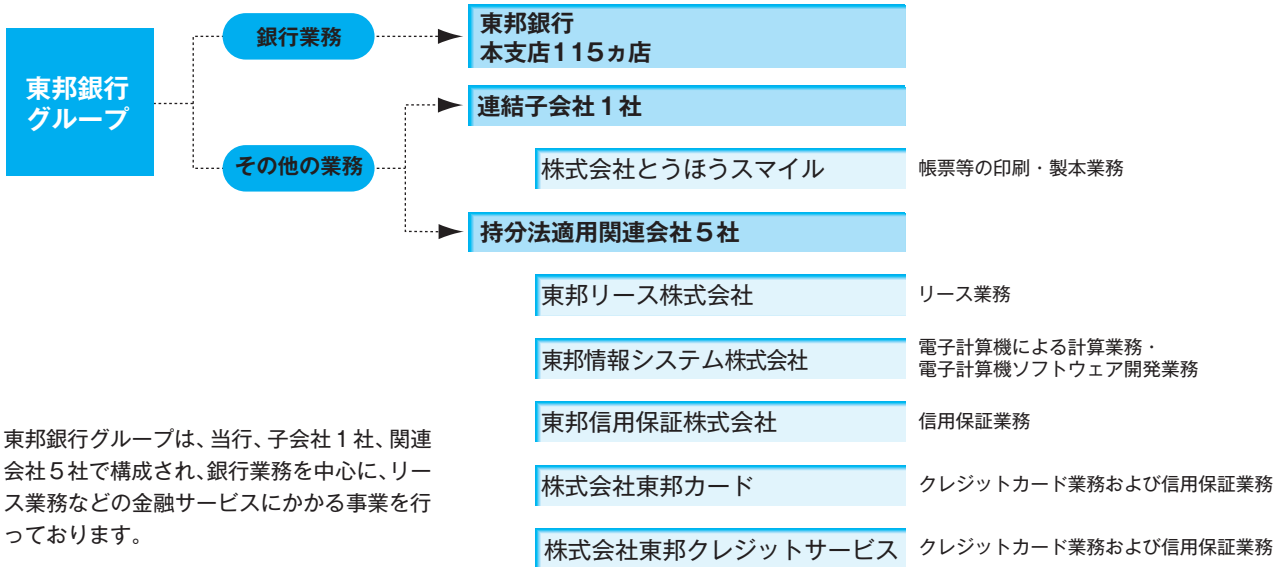 東邦銀行
グループ
銀行業務
東邦銀行
本支店115ヵ店
その他の業務
連結子会社1社
株式会社とうほうスマイル
帳票等の印刷・製本業務
持分法適用関連会社5社
東邦リース株式会社
リース業務
東邦情報システム株式会社
電子計算機による計算業務・
電子計算機ソフトウェア開発業務
東邦信用保証株式会社
信用保証業務
株式会社東邦カード
クレジットカード業務および信用保証業務
株式会社東邦クレジットサービス
クレジットカード業務および信用保証業務
東邦銀行グループは、当行、子会社1社、関連
会社5社で構成され、銀行業務を中心に、リー
ス業務などの金融サービスにかかる事業を行
っております。